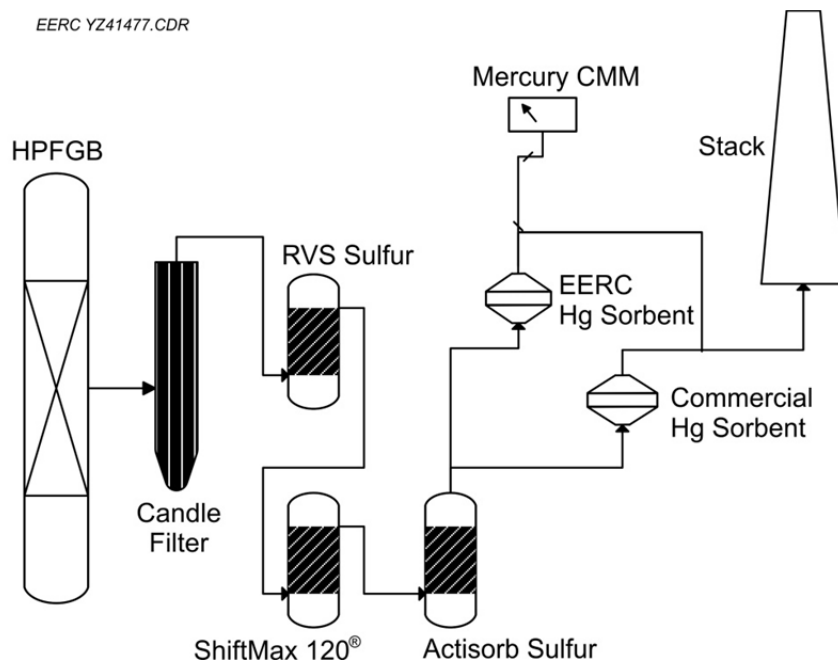 EERC YZ41477.CDR
Mercury CMM
HPFGB
Stack
RVS Sulfur
EERC
Hg Sorbent
Commercial
Hg Sorbent
Candle
Filter
ShiftMax 120®
Actisorb Sulfur